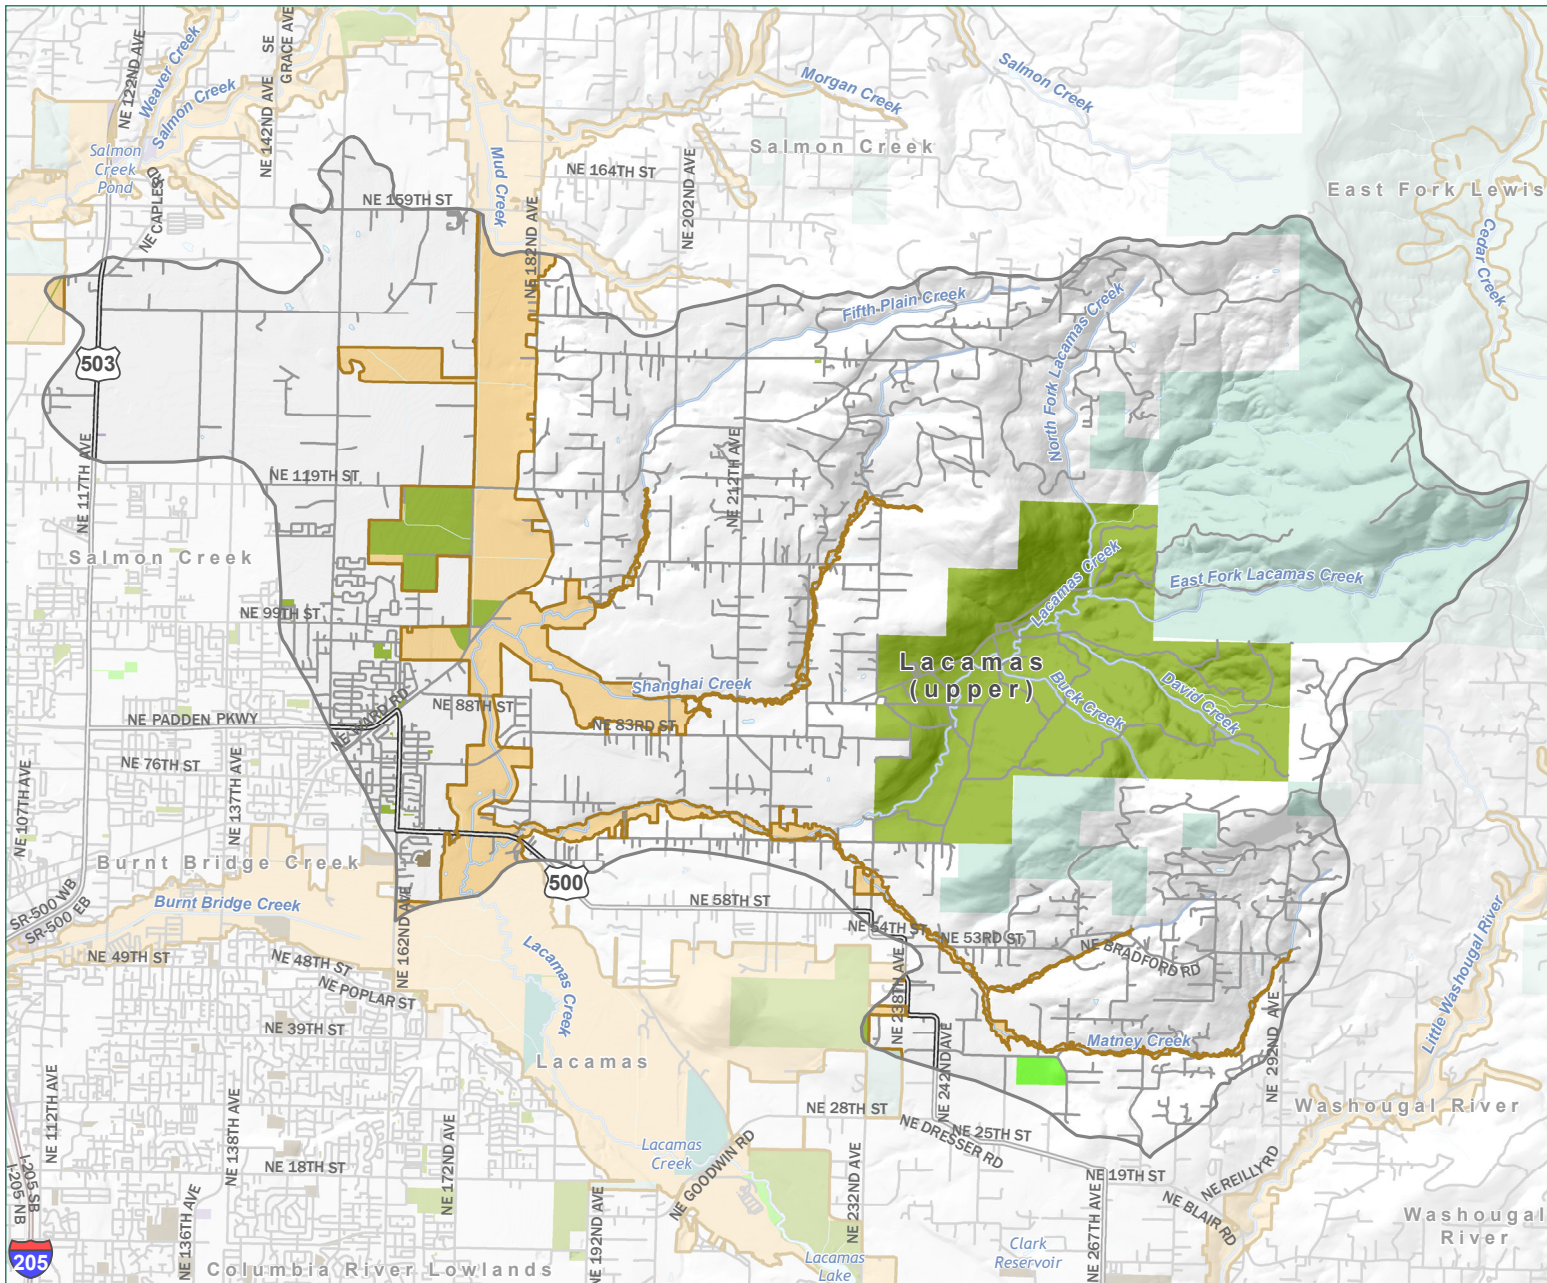 NE 122ND AVE
Weaver Creek
Salmon Creek
NE 142ND AVE
SE
GRACE AVE
Morgan Creek
Salmon Creek
Salmon Creek
Salmon
Creek
Pond
NE CAPLES RD
NE 159TH ST
Mud Creek
NE 164TH ST
NE 182ND AVE
NE 202ND AVE
East Fork Lewis
Cedar Creek
503
Fifth Plain Creek
North Fork Lacamas Creek
NE 117TH AVE
NE 119TH ST
NE 212TH AVE
Salmon Creek
NE 99TH ST
Lacamas Creek
East Fork Lacamas Creek
Lacamas
(upper)
Shanghai Creek
Buck Creek
David Creek
NE WARD RD
NE 88TH ST
NE 83RD ST
NE PADDEN PKWY
NE 76TH ST
NE 107TH AVE
NE 137TH AVE
Burnt Bridge Creek
500
SR-500 WB
SR-500 EB
Burnt Bridge Creek
NE 162ND AVE
NE 58TH ST
NE 54TH ST
NE 53RD ST
NE BRADFORD RD
NE 49TH ST
NE 48TH ST
NE POPLAR ST
Lacamas Creek
NE 238TH AVE
Little Washougal River
NE 39TH ST
Lacamas
NE 242ND AVE
Matney Creek
NE 292ND AVE
NE 112TH AVE
NE 138TH AVE
NE 172ND AVE
NE 28TH ST
NE 25TH ST
NE DRESSER RD
Washougal River
Lacamas
Creek
NE GOODWIN RD
NE 18TH ST
NE 19TH ST
NE REILLY RD
NE BLAIR RD
I-205 NB
I-205 SB
NE 136TH AVE
NE 192ND AVE
NE 232ND AVE
NE 267TH AVE
Washougal
River
205
Columbia River Lowlands
Lacamas
Lake
Clark
Reservoir